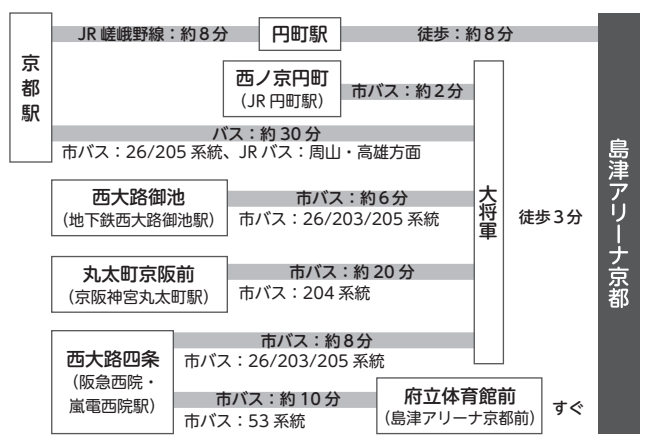 京都駅
JR 嵯峨野線：約８分
円町駅
徒歩：約８分
西ノ京円町
（JR 円町駅）
市バス：約２分
バス：約 30 分
市バス：26/205 系統、JR バス：周山・高雄方面
西大路御池
（地下鉄西大路御池駅）
市バス：約６分
市バス：26/203/205 系統
丸太町京阪前
（京阪神宮丸太町駅）
市バス：約 20 分
市バス：204 系統
西大路四条
（阪急西院・
嵐電西院駅）
市バス：約８分
市バス：26/203/205 系統
大将軍
徒歩３分
市バス：約 10 分
市バス：53 系統
府立体育館前
（島津アリーナ京都前）
すぐ
島津アリーナ京都